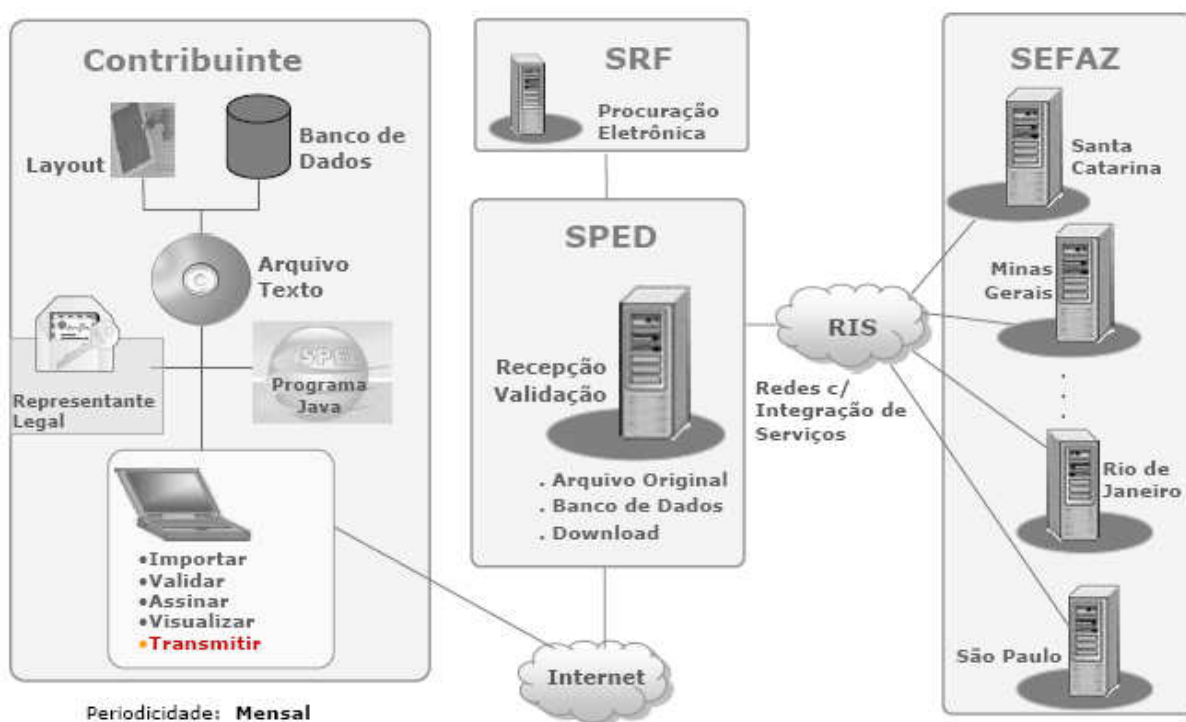 Contribuinte
Layout
Banco de
Dados
Arquivo
Texto
Representante
Legal
SPED
Programa
Java
•Importar
•Validar
•Assinar
•Visualizar
•Transmitir
Periodicidade: Mensal
SRF
Procuração
Eletrônica
SPED
Recepção
Validação
. Arquivo Original
. Banco de Dados
. Download
Internet
RIS
Redes c/
Integração de
Serviços
SEFAZ
Santa
Catarina
Minas
Gerais
Rio de
Janeiro
São Paulo